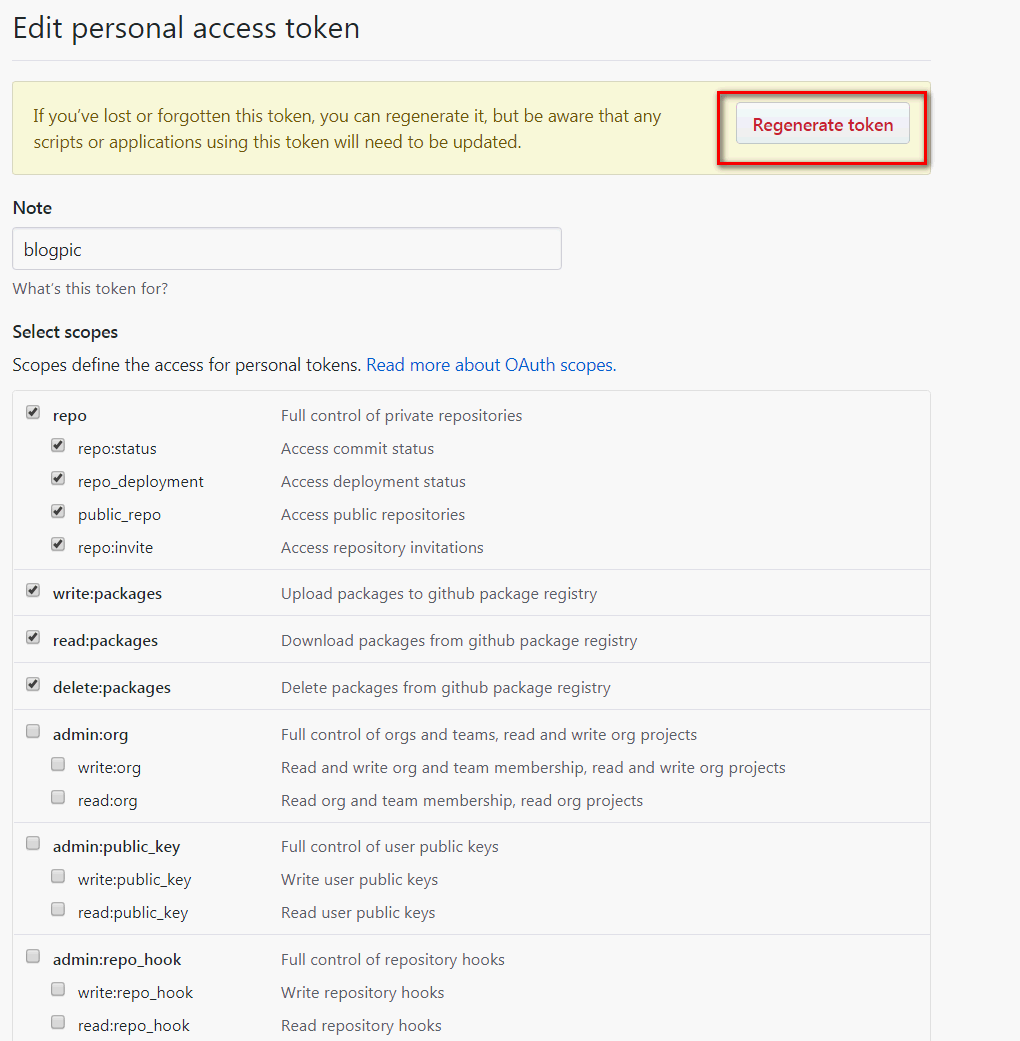 Edit personal access token
If you've lost or forgotten this token, you can regenerate it, but be aware that any
scripts or applications using this token will need to be updated.
Regenerate token
Note
blogpic
What's this token for?
Select scopes
Scopes define the access for personal tokens. Read more about OAuth scopes.
repo Full control of private repositories
repo:status Access commit status
repo_deployment Access deployment status
public_repo Access public repositories
repo:invite Access repository invitations
write:packages Upload packages to github package registry
read:packages Download packages from github package registry
delete:packages Delete packages from github package registry
admin:org Full control of orgs and teams, read and write org projects
write:org Read and write org and team membership, read and write org projects
read:org Read org and team membership, read org projects
admin:public_key Full control of user public keys
write:public_key Write user public keys
read:public_key Read user public keys
admin:repo_hook Full control of repository hooks
write:repo_hook Write repository hooks
read:repo_hook Read repository hooks